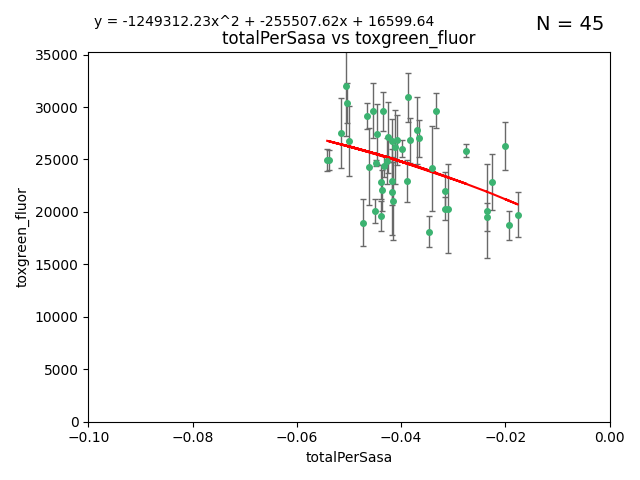 y = -1249312.23x^2 + -255507.62x + 16599.64
N = 45
totalPerSasa vs toxgreen_fluor
35000
30000
25000
20000
15000
10000
5000
0
toxgreen_fluor
−0.10
−0.08
−0.06
−0.04
−0.02
0.00
totalPerSasa